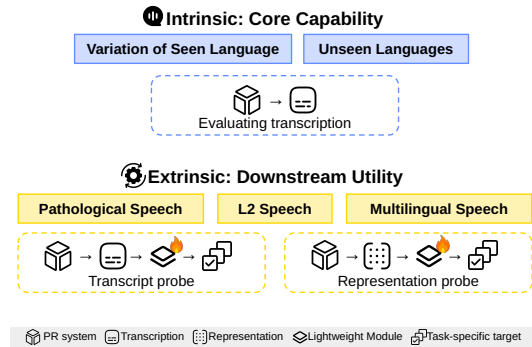 Intrinsic: Core Capability
Variation of Seen Language Unseen Languages
Evaluating transcription
Extrinsic: Downstream Utility
Pathological Speech L2 Speech Multilingual Speech
Transcript probe Representation probe
PR system Transcription Representation Lightweight Module Task-specific target